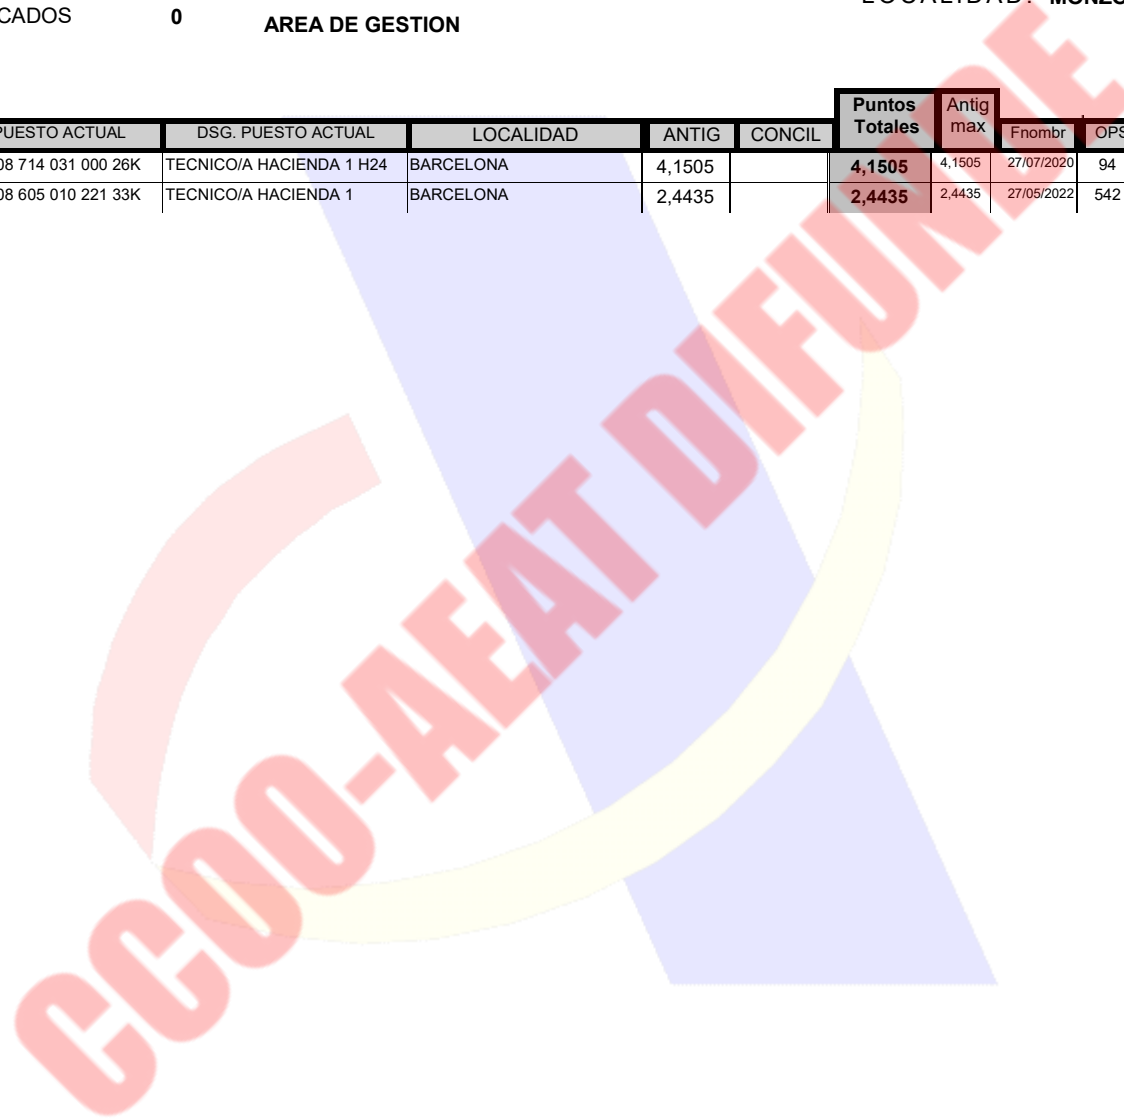 CADOS 0 AREA DE GESTION
LOCALIDAD:
PUESTO ACTUAL DSG. PUESTO ACTUAL LOCALIDAD ANTIG CONCIL Puntos Totales Antig max Fnombr OPS
08 714 031 000 26K TECNICO/A HACIENDA 1 H24 BARCELONA 4,1505 4,1505 4,1505 27/07/2020 94
08 605 010 221 33K TECNICO/A HACIENDA 1 BARCELONA 2,4435 2,4435 2,4435 27/05/2022 542
CCOO-AEAT DIFUNDE